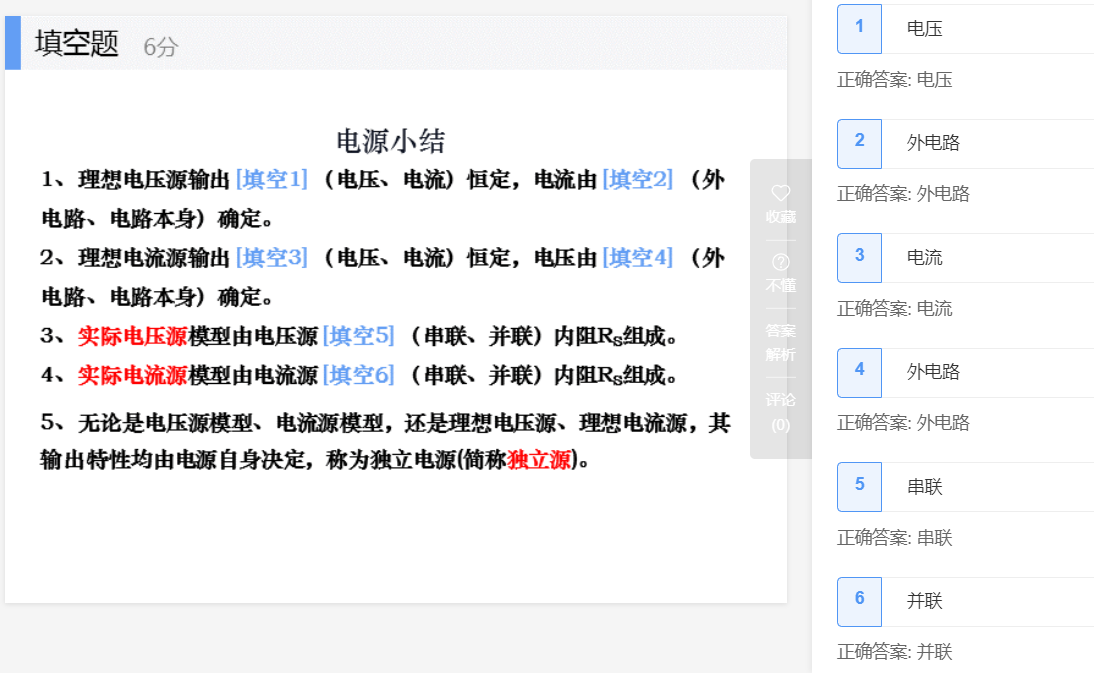 填空题 6分
电源小结
1、理想电压源输出 [填空1] (电压、电流)恒定，电流由 [填空2] (外
电路、电路本身)确定。
2、理想电流源输出 [填空3] (电压、电流)恒定，电压由 [填空4] (外
电路、电路本身)确定。
3、实际电压源模型由电压源 [填空5] (串联、并联)内阻RS组成。
4、实际电流源模型由电流源 [填空6] (串联、并联)内阻RS组成。
5、无论是电压源模型、电流源模型，还是理想电压源、理想电流源，其
输出特性均由电源自身决定，称为独立电源(简称独立源)。
收藏
不懂
答案
解析
评论
(0)
1 电压
正确答案: 电压
2 外电路
正确答案: 外电路
3 电流
正确答案: 电流
4 外电路
正确答案: 外电路
5 串联
正确答案: 串联
6 并联
正确答案: 并联